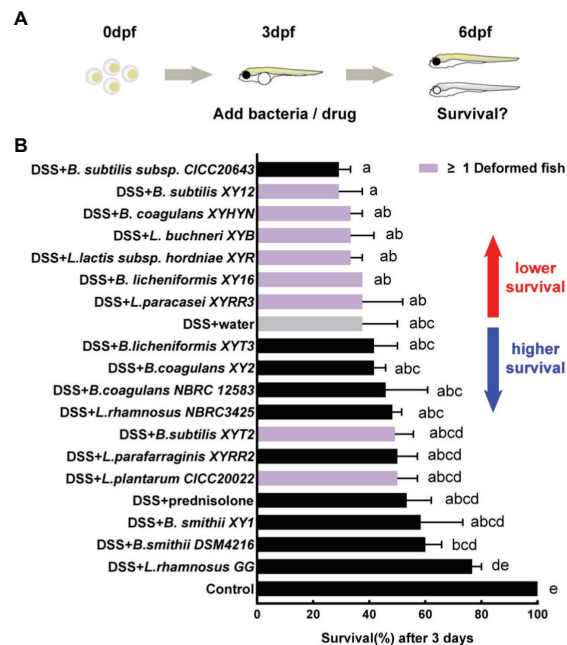 A
0dpf 3dpf 6dpf
Add bacteria / drug Survival?
B
≥ 1 Deformed fish
DSS+B. subtilis subsp. CICC20643 a
DSS+B. subtilis XY12 a
DSS+B. coagulans XYHYN ab
DSS+L. buchneri XYB ab
DSS+L.lactis subsp. hordniae XYR ab
DSS+B. licheniformis XY16 ab
DSS+L.paracasei XYRR3 ab
DSS+water abc
DSS+B.licheniformis XYT3 abc
DSS+B.coagulans XY2 abc
DSS+B.coagulans NBRC 12583 abc
DSS+L.rhamnosus NBRC3425 abc
DSS+B.subtilis XYT2 abcd
DSS+L.parafarraginis XYRR2 abcd
DSS+L.plantarum CICC20022 abcd
DSS+prednisolone abcd
DSS+B. smithii XY1 abcd
DSS+B.smithii DSM4216 bcd
DSS+L.rhamnosus GG de
Control e
lower
survival
higher
survival
0 20 40 60 80 100
Survival(%) after 3 days